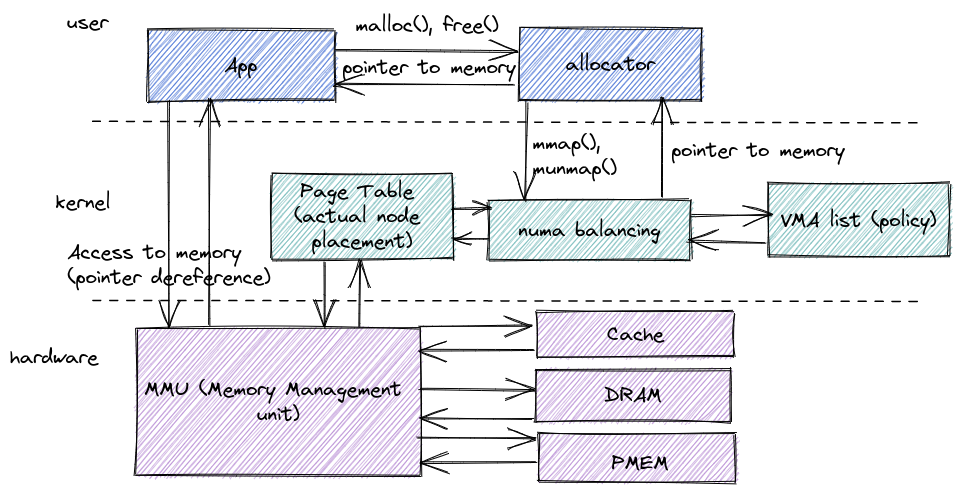 user
malloc(), free()
App
pointer to memory
allocator
mmap(),
munmap()
pointer to memory
kernel
Page Table
(actual node
placement)
numa balancing
VMA list (policy)
Access to memory
(pointer dereference)
hardware
MMU (Memory Management
unit)
Cache
DRAM
PMEM